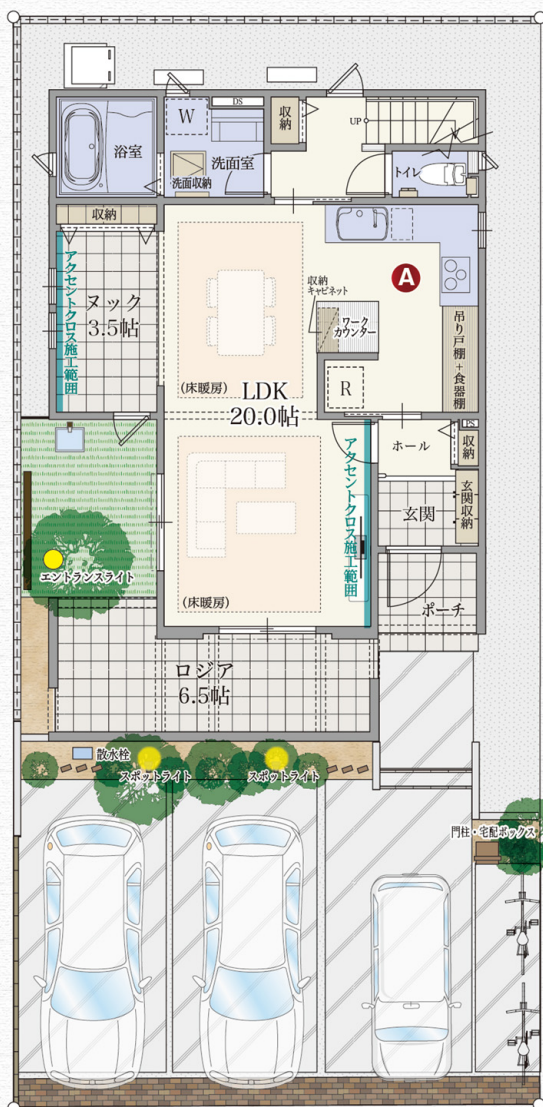 浴室
W
DS
洗面室
洗面収納
収納
UP
トイレ
収納
アクセントクロス施工範囲
ヌック
3.5帖
A
収納
キャビネット
ワーク
カウンター
吊り戸棚+食器棚
(床暖房)
LDK
20.0帖
R
ホール
PS
収納
アクセントクロス施工範囲
玄関
玄関収納
エントランスライト
(床暖房)
ポーチ
ロジア
6.5帖
散水栓
スポットライト
スポットライト
門柱・宅配ボックス